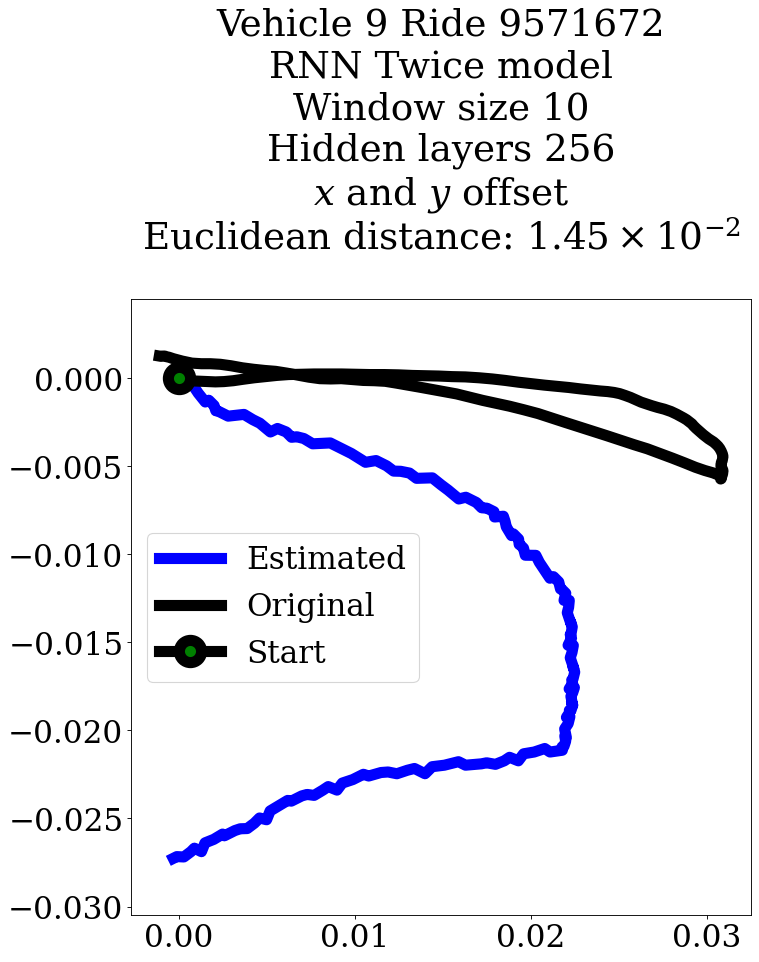 Vehicle 9 Ride 9571672
RNN Twice model
Window size 10
Hidden layers 256
x and y offset
Euclidean distance: 1.45 × 10⁻²
0.000
−0.005
−0.010
−0.015
−0.020
−0.025
−0.030
Estimated
Original
Start
0.00 0.01 0.02 0.03